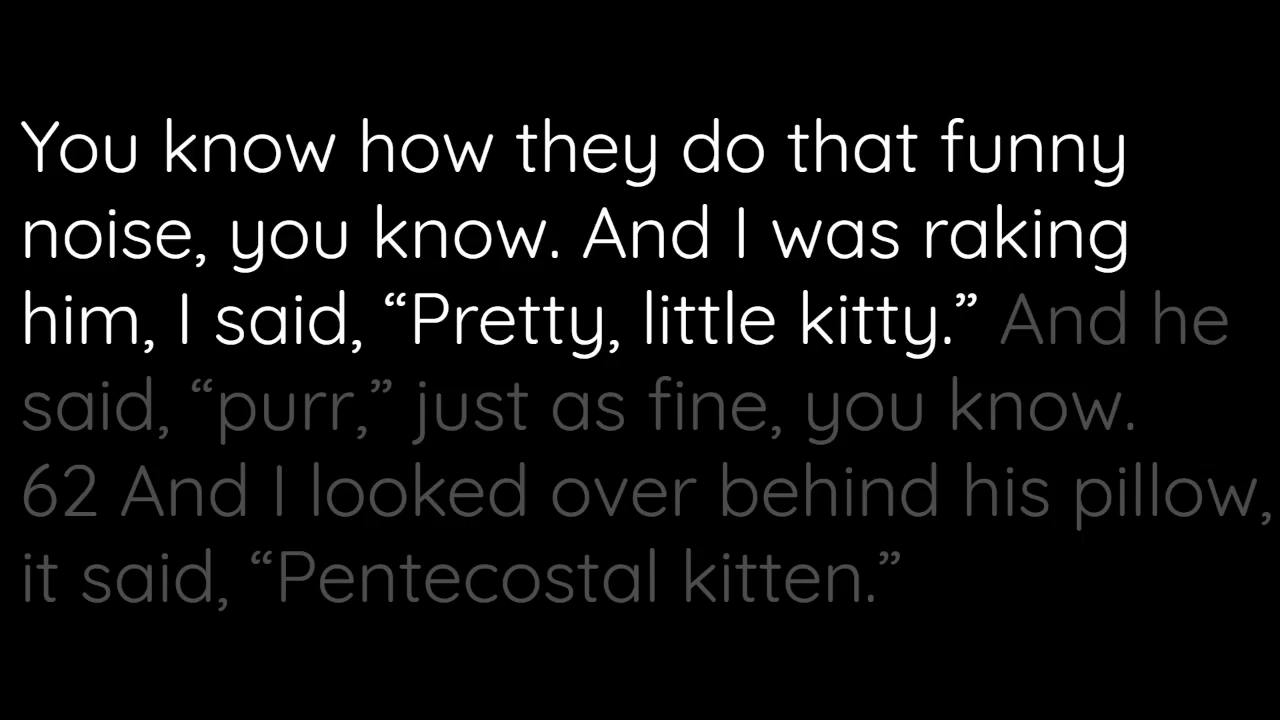 You know how they do that funny
noise, you know. And I was raking
him, I said, “Pretty, little kitty.” And he
said, “purr,” just as fine, you know.
62 And I looked over behind his pillow,
it said, “Pentecostal kitten.”